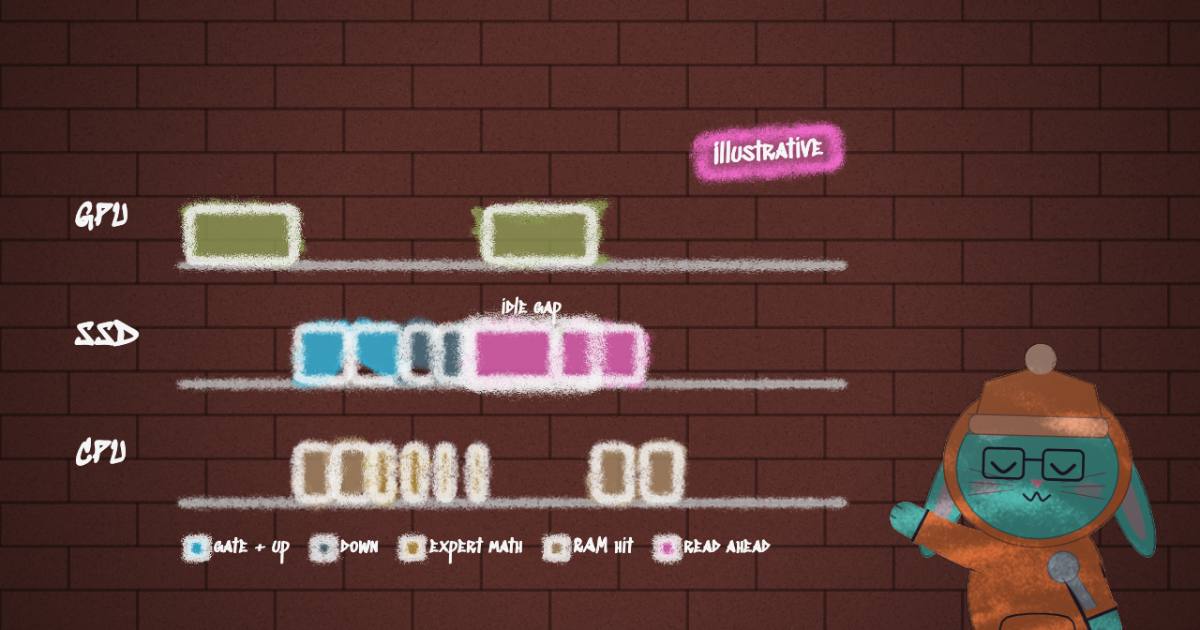 illustrative
GPU
SSD
idle gap
CPU
gate + up
down
expert math
RAM hit
read ahead